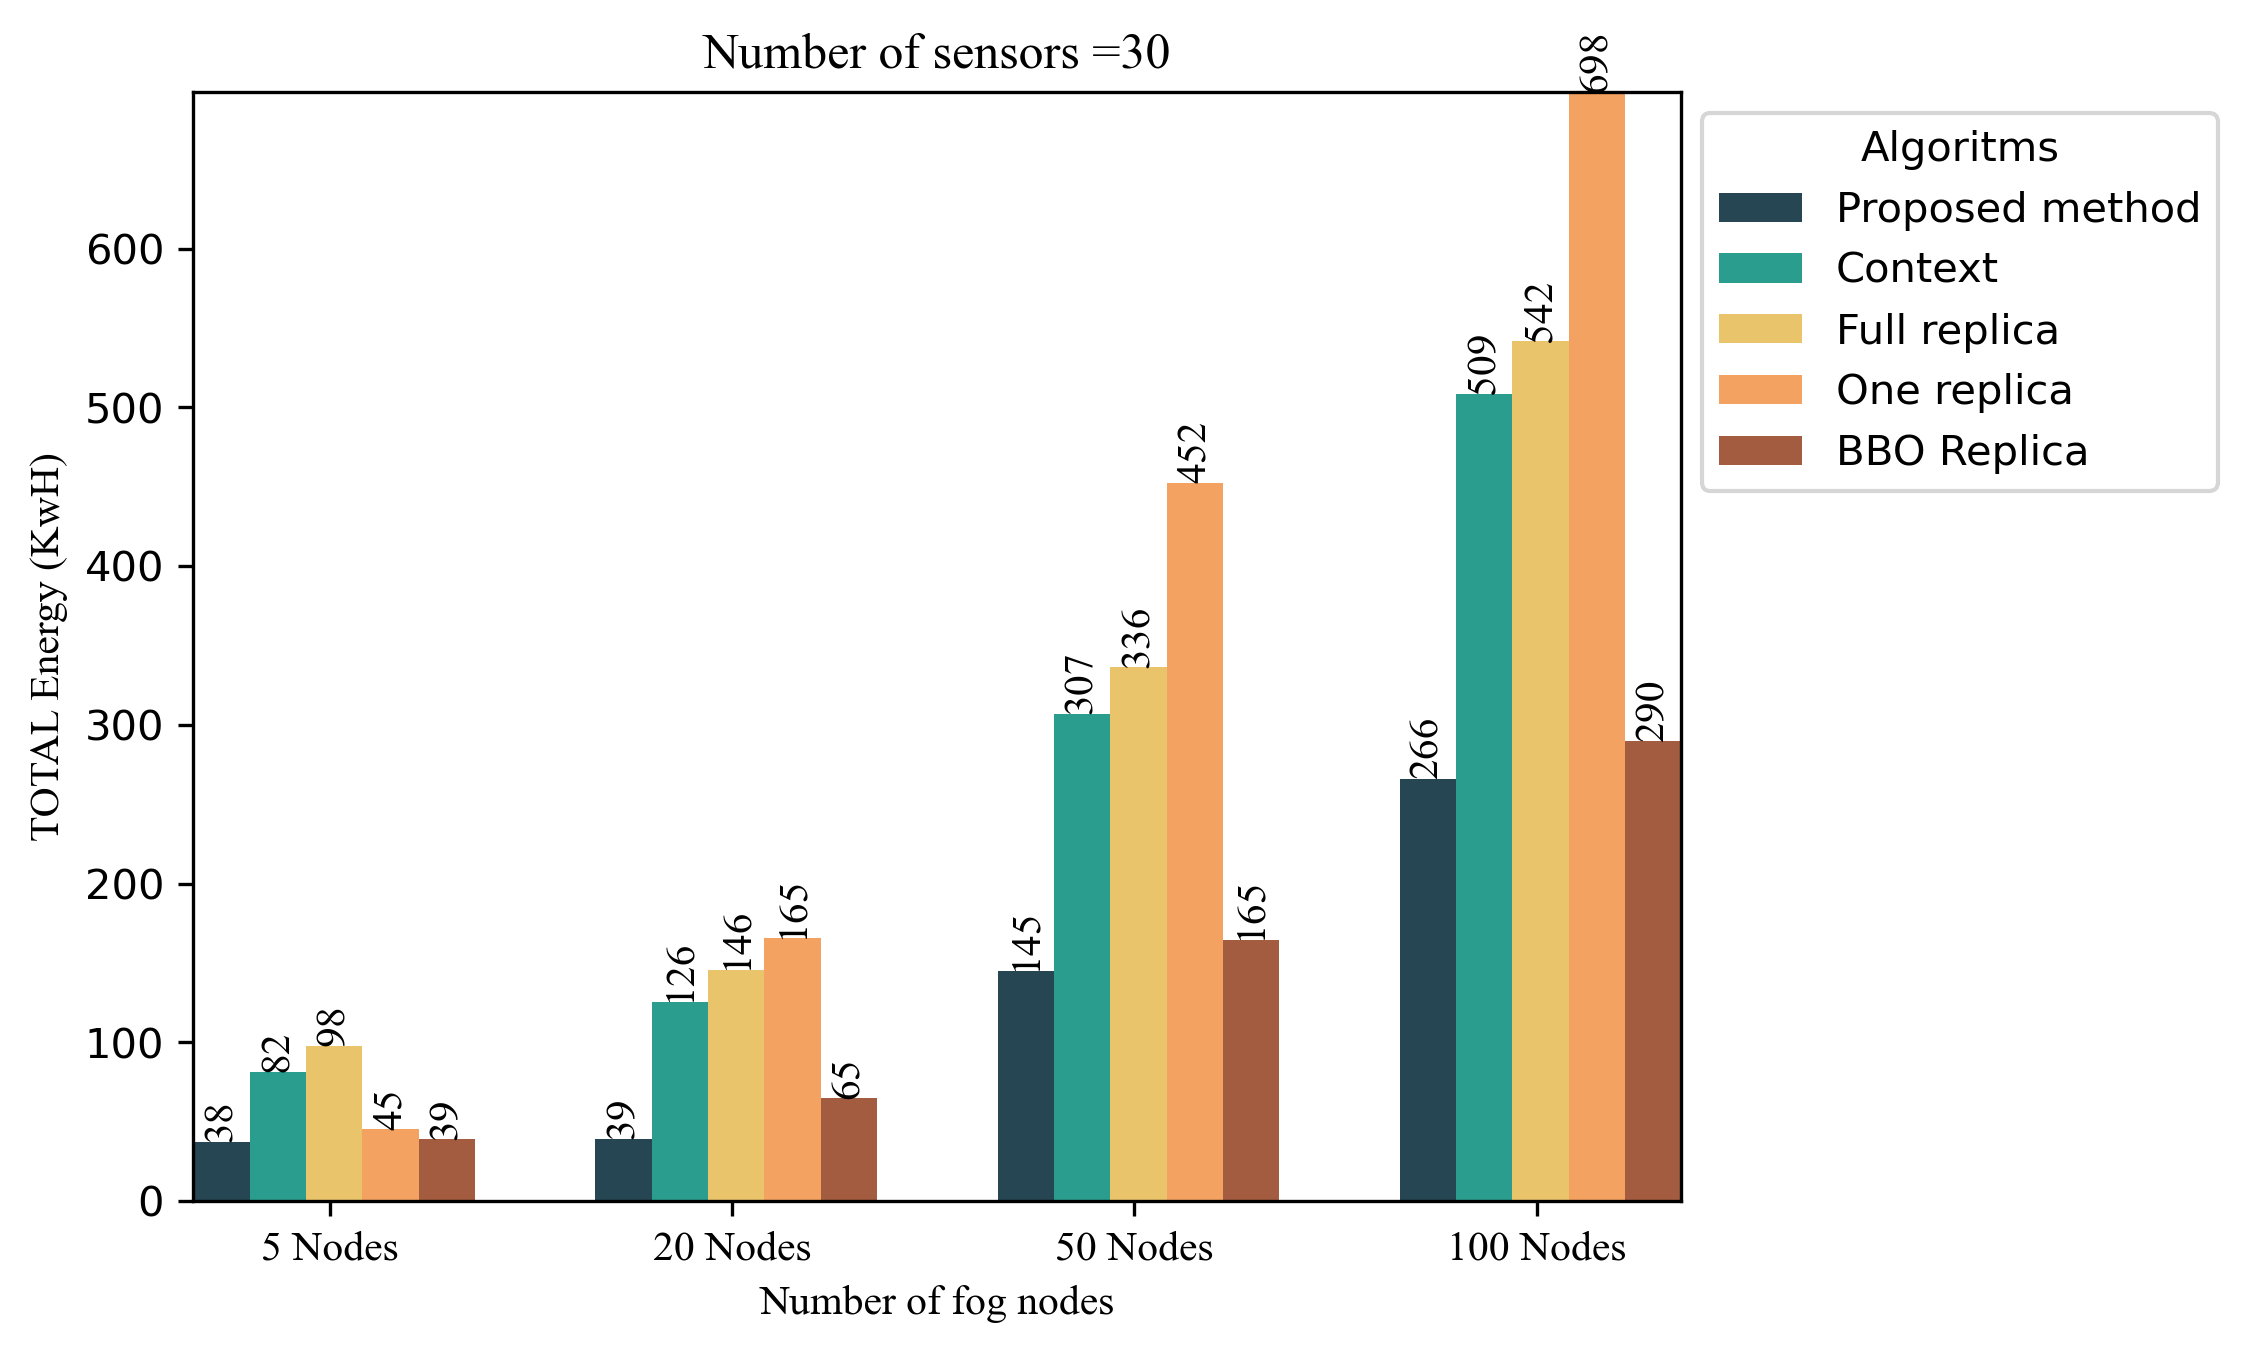 Number of sensors =30
TOTAL Energy (KwH)
600
500
400
300
200
100
0
38
82
98
45
39
39
126
146
165
65
145
307
336
452
165
266
509
542
698
290
5 Nodes
20 Nodes
50 Nodes
100 Nodes
Number of fog nodes
Algoritms
Proposed method
Context
Full replica
One replica
BBO Replica